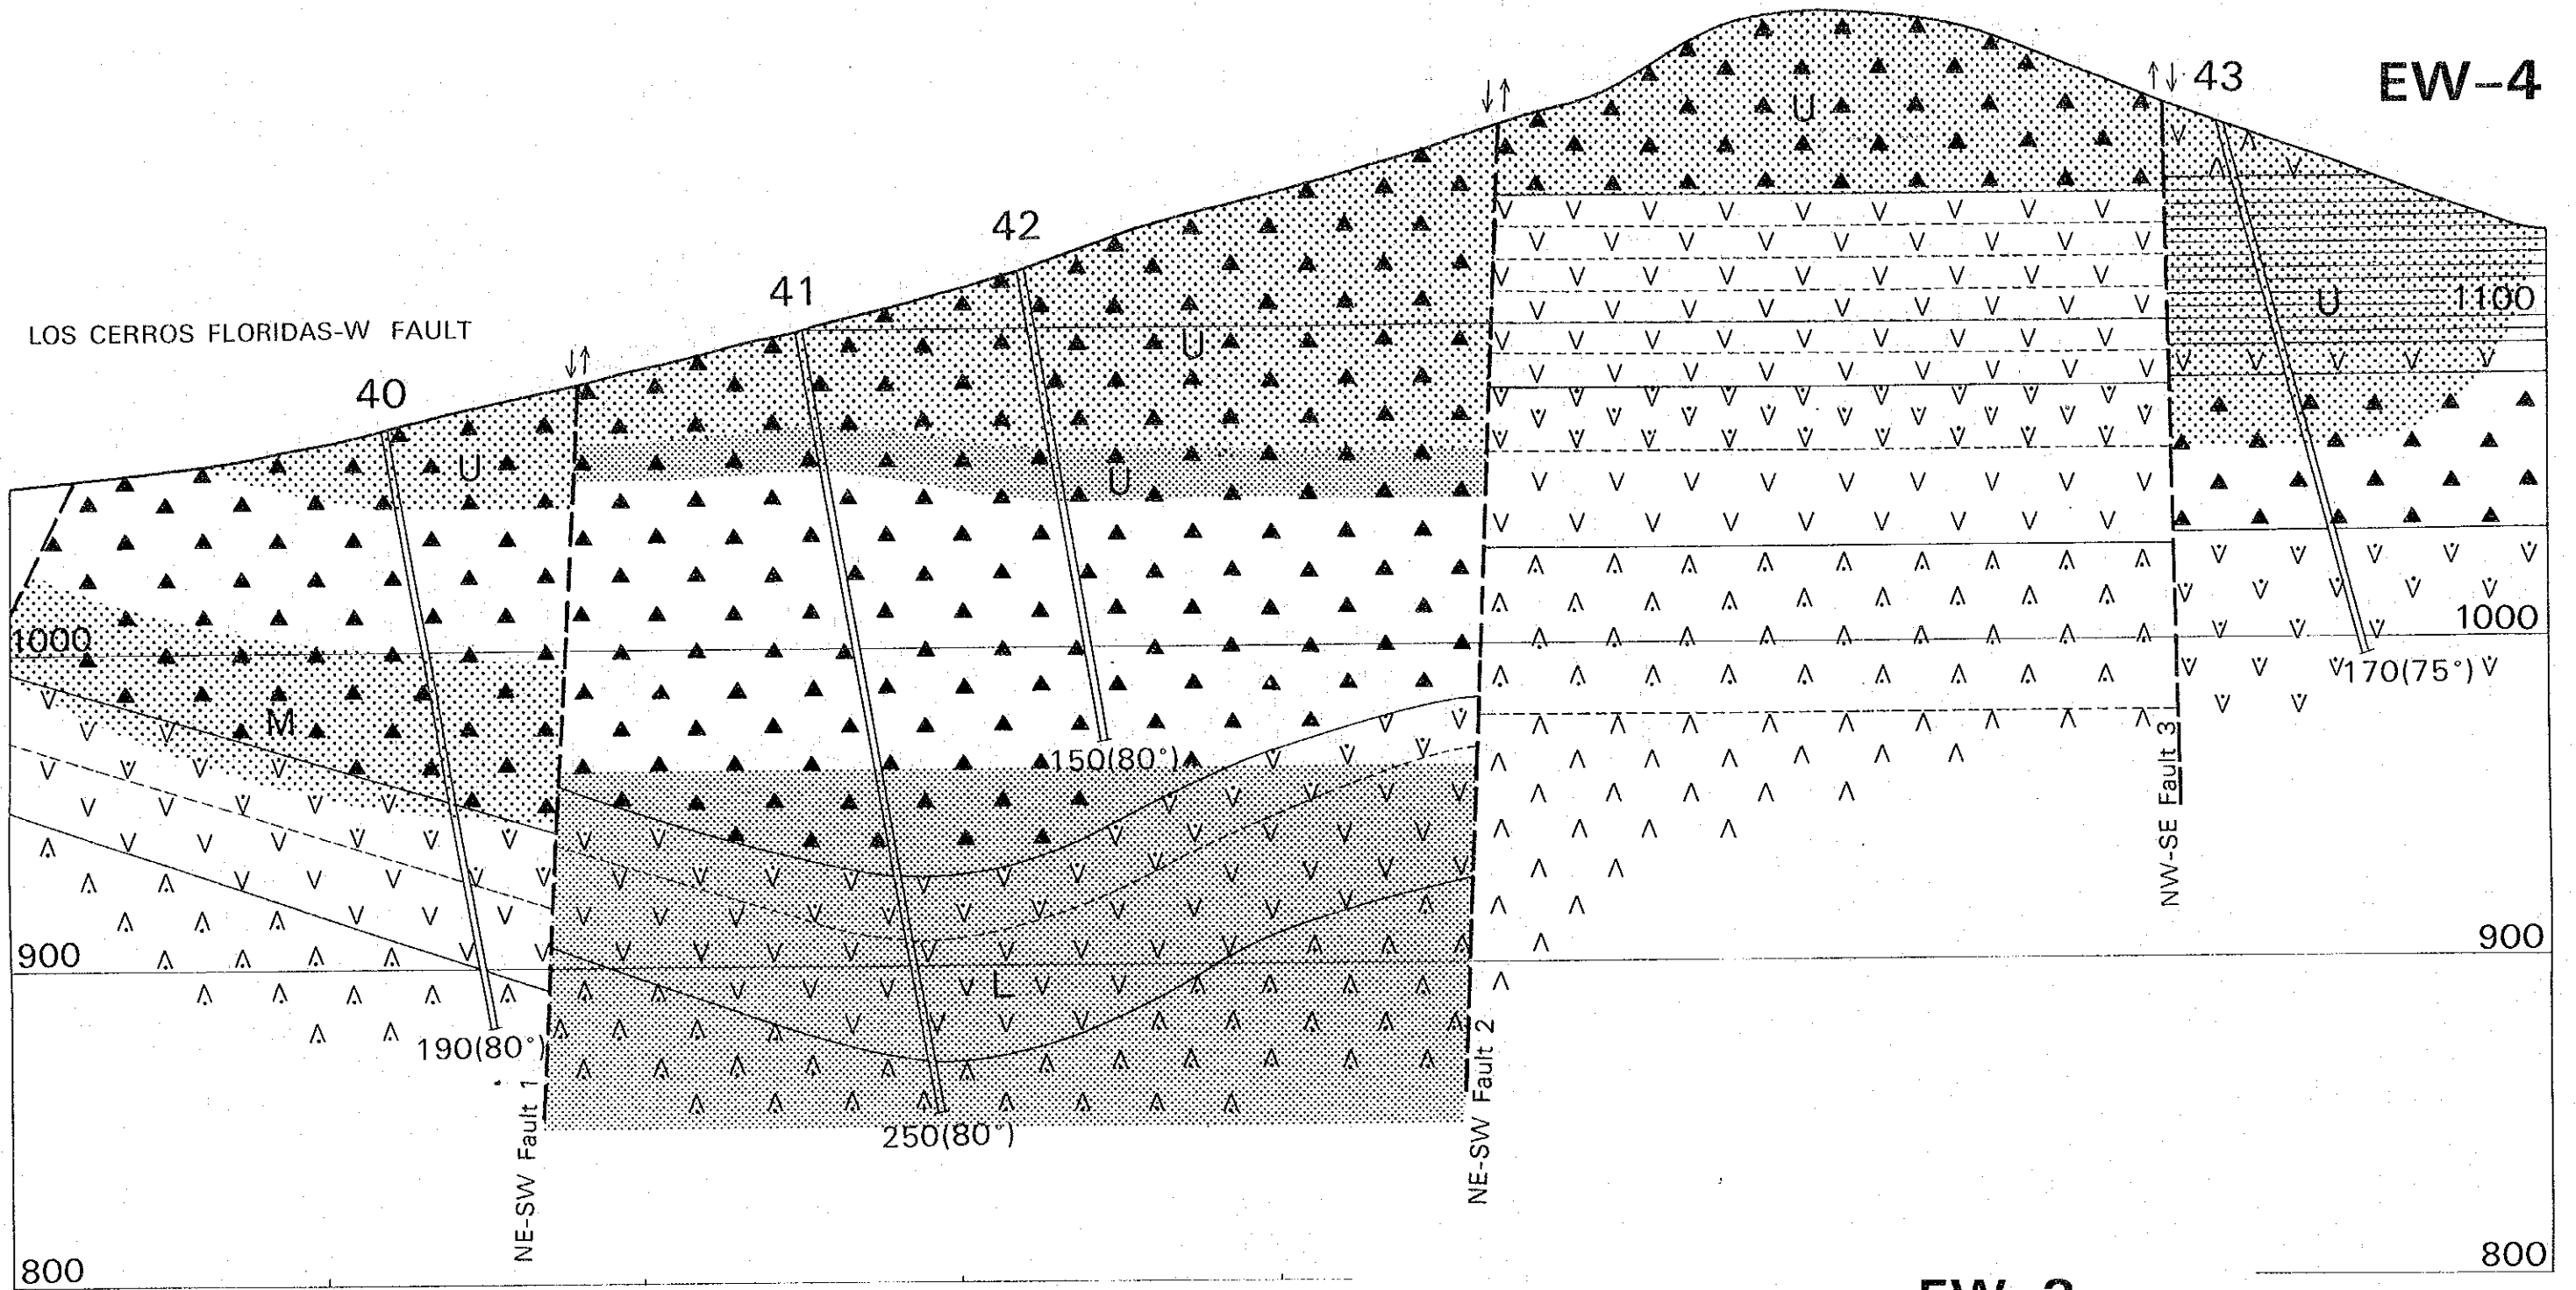 EW-4
43
42
41
40
LOS CERROS FLORIDAS-W FAULT
U
U
U
U
U
1100
1000
1000
M
170(75°)
150(80°)
NW-SE Fault 3
900
900
L
190(80°)
250(80°)
NE-SW Fault 1
NE-SW Fault 2
800
800